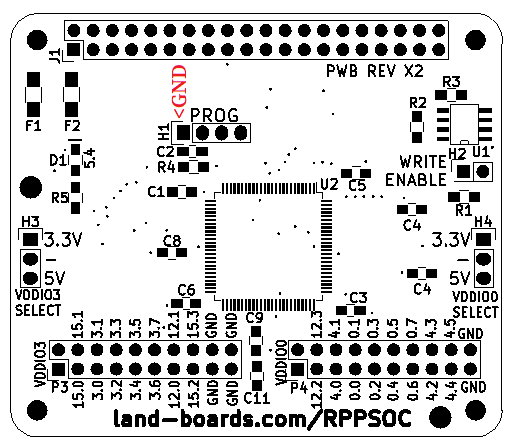 J1
PWB REV X2
<GND
F1
F2
PROG
H1
R3
R2
D1
5.4
C2
R4
WRITE
ENABLE
H2
U1
R5
C1
U2
C5
R1
H3
3.3V
–
5V
VDDIO3
SELECT
C8
C4
H4
3.3V
–
5V
VDDIO0
SELECT
C6
C3
C4
C9
15.1
3.1
3.3
3.5
3.7
12.1
15.3
GND
GND
12.3
4.1
0.1
0.3
0.5
0.7
4.3
4.5
GND
VDDIO3
P3
VDDIO0
P4
15.0
3.0
3.2
3.4
3.6
12.0
15.2
GND
GND
C11
12.2
4.0
0.0
0.2
0.4
0.6
4.2
4.4
GND
land-boards.com/RPPSOC